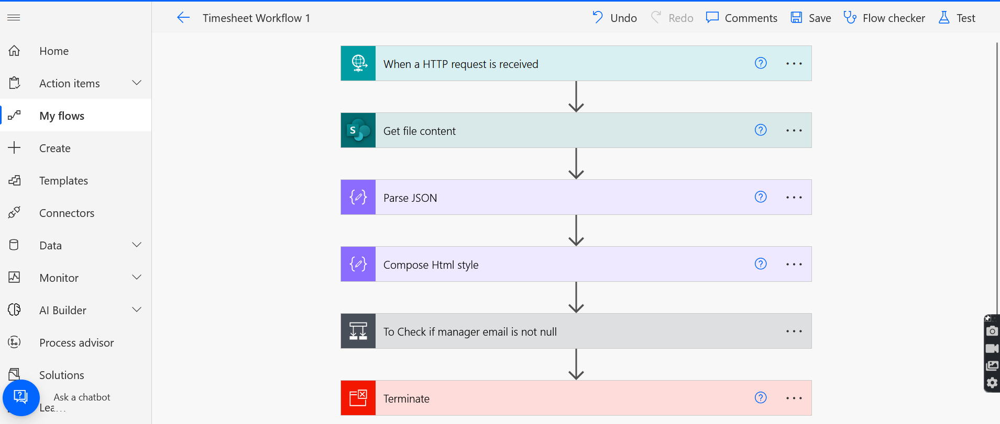 Timesheet Workflow 1
Undo
Redo
Comments
Save
Flow checker
Test
Home
Action items
My flows
Create
Templates
Connectors
Data
Monitor
AI Builder
Process advisor
Solutions
Ask a chatbot
When a HTTP request is received
?
S
Get file content
?
Parse JSON
?
Compose Html style
?
To Check if manager email is not null
Terminate
?